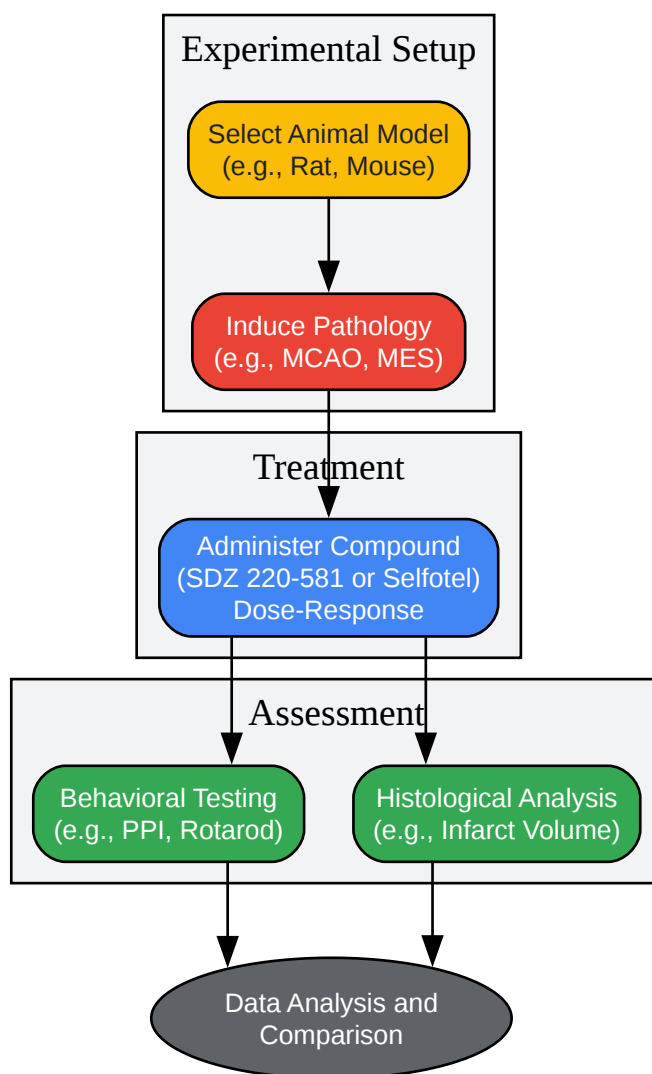 Experimental Setup
Select Animal Model
(e.g., Rat, Mouse)
Induce Pathology
(e.g., MCAO, MES)
Treatment
Administer Compound
(SDZ 220-581 or Selfotel)
Dose-Response
Assessment
Behavioral Testing
(e.g., PPI, Rotarod)
Histological Analysis
(e.g., Infarct Volume)
Data Analysis and
Comparison